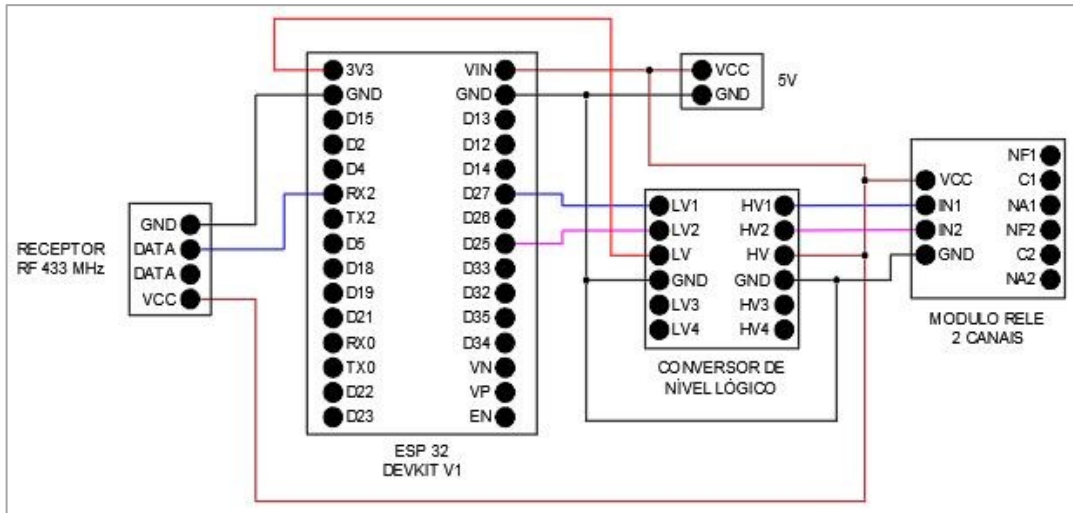 RECEPTOR
RF 433 MHz
GND
DATA
DATA
VCC
3V3
GND
D15
D2
D4
RX2
TX2
D5
D18
D19
D21
RX0
TX0
D22
D23
VIN
GND
D13
D12
D14
D27
D26
D25
D33
D32
D35
D34
VN
VP
EN
ESP 32
DEVKIT V1
VCC
GND
5V
LV1
LV2
LV
GND
LV3
LV4
HV1
HV2
HV
GND
HV3
HV4
CONVERSOR DE
NÍVEL LÓGICO
VCC
IN1
IN2
GND
NF1
C1
NA1
NF2
C2
NA2
MODULO RELE
2 CANAIS